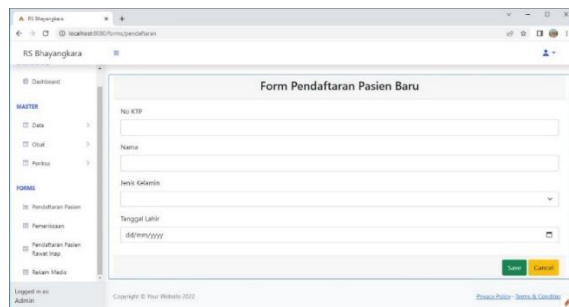 RS Bhayangkara
localhost:8080/forms/pendaftaran
RS Bhayangkara
Dashboard
MASTER
Data
Obat
Periksa
FORMS
Pendaftaran Pasien
Pemeriksaan
Pendaftaran Pasien
Rawat Inap
Rekam Medis
Logged in as:
Admin
Form Pendaftaran Pasien Baru
No KTP
Nama
Jenis Kelamin
Tanggal Lahir
dd/mm/yyyy
Save
Cancel
Copyright © Your Website 2022
Privacy Policy · Terms & Condition